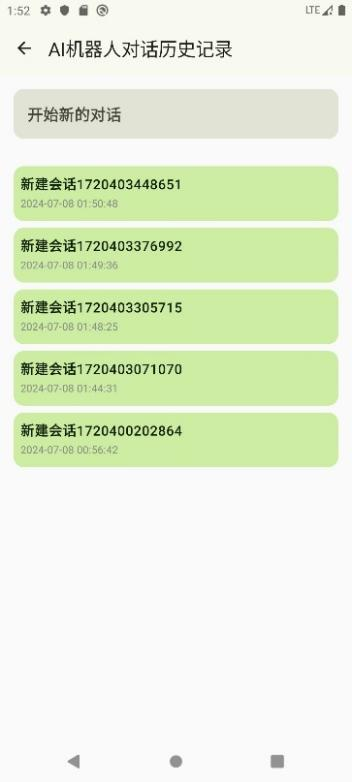 1:52
LTE
AI机器人对话历史记录
开始新的对话
新建会话1720403448651
2024-07-08 01:50:48
新建会话1720403376992
2024-07-08 01:49:36
新建会话1720403305715
2024-07-08 01:48:25
新建会话1720403071070
2024-07-08 01:44:31
新建会话1720400202864
2024-07-08 00:56:42